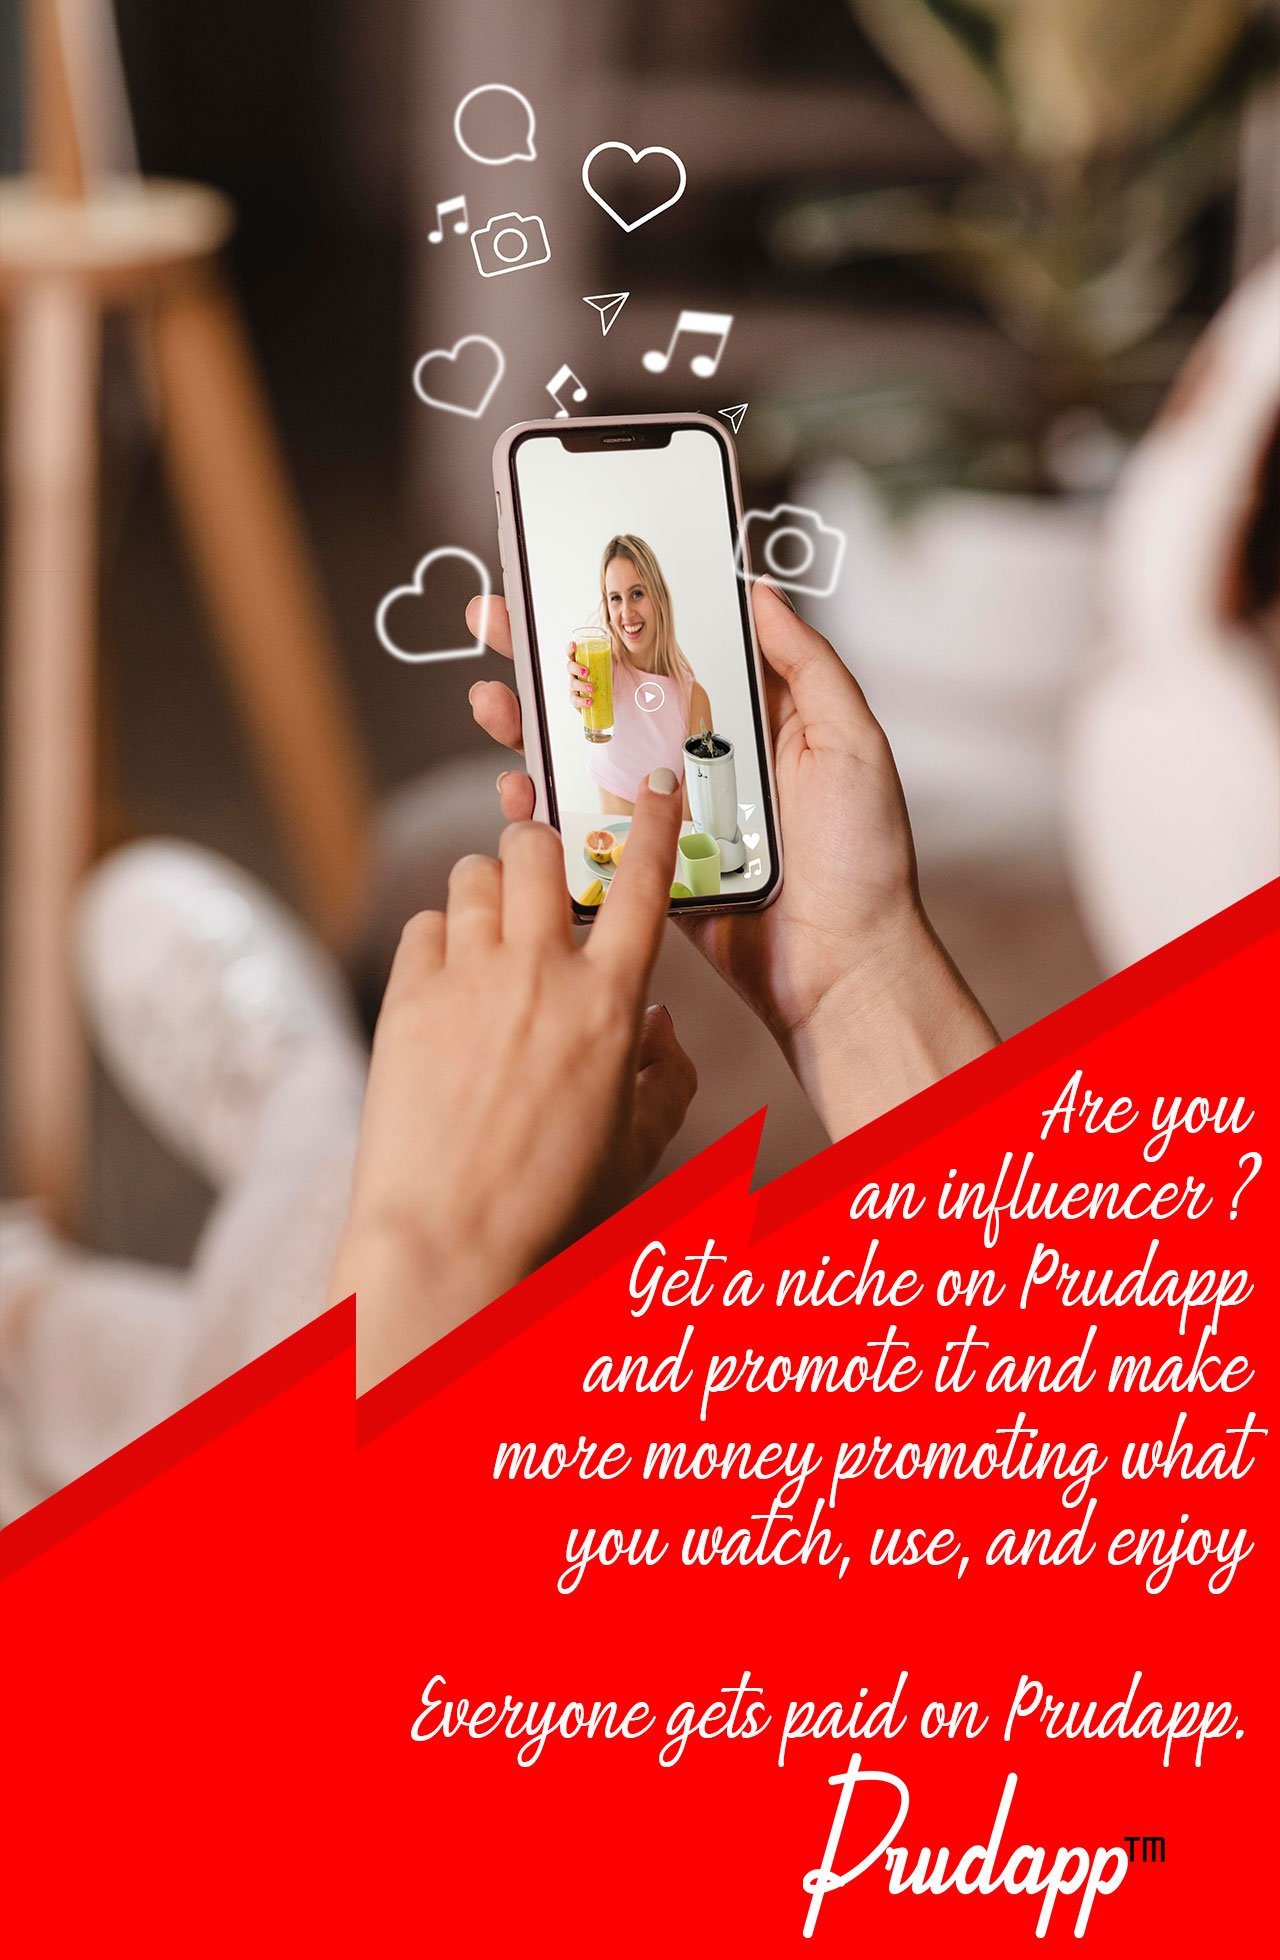 Are you
an influencer ?
Get a niche on Prudapp
and promote it and make
more money promoting what
you watch, use, and enjoy
Everyone gets paid on Prudapp.
Prudapp™